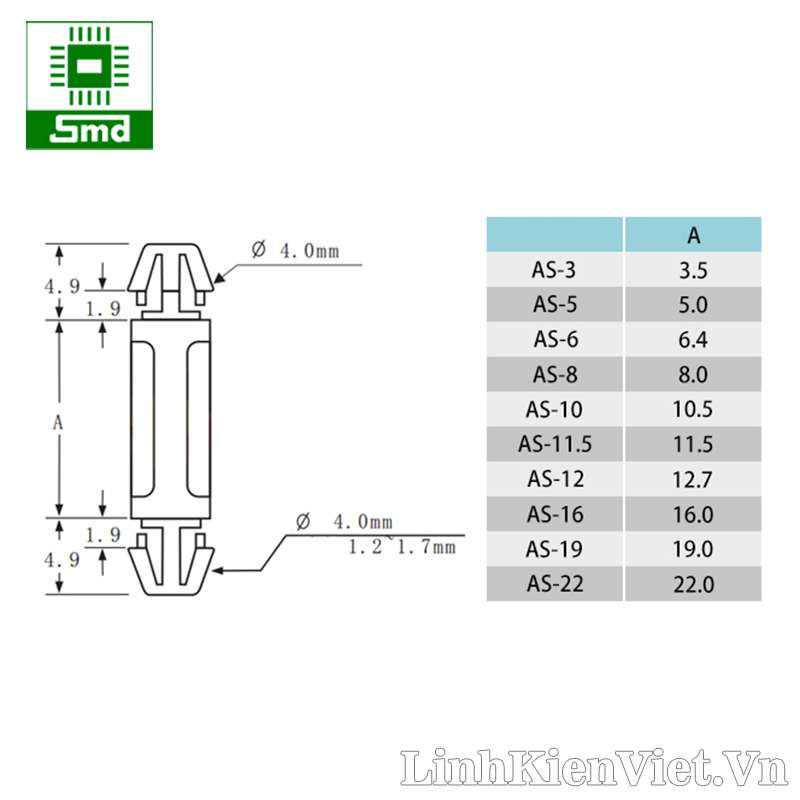 Smd
Ø 4.0mm
4.9
1.9
A
1.9
4.9
Ø 4.0mm
1.2~1.7mm
A
AS-3 3.5
AS-5 5.0
AS-6 6.4
AS-8 8.0
AS-10 10.5
AS-11.5 11.5
AS-12 12.7
AS-16 16.0
AS-19 19.0
AS-22 22.0
LinhKienViet.Vn